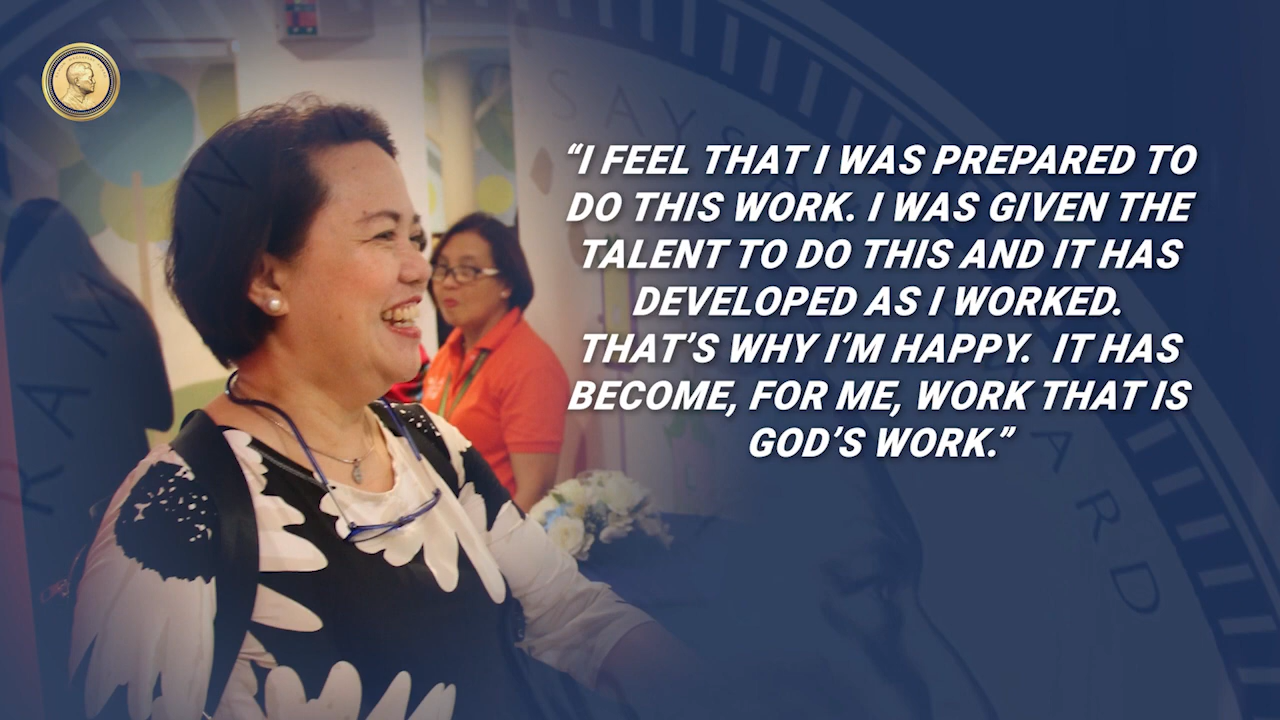 “I FEEL THAT I WAS PREPARED TO
DO THIS WORK. I WAS GIVEN THE
TALENT TO DO THIS AND IT HAS
DEVELOPED AS I WORKED.
THAT’S WHY I’M HAPPY.  IT HAS
BECOME, FOR ME, WORK THAT IS
GOD’S WORK.”